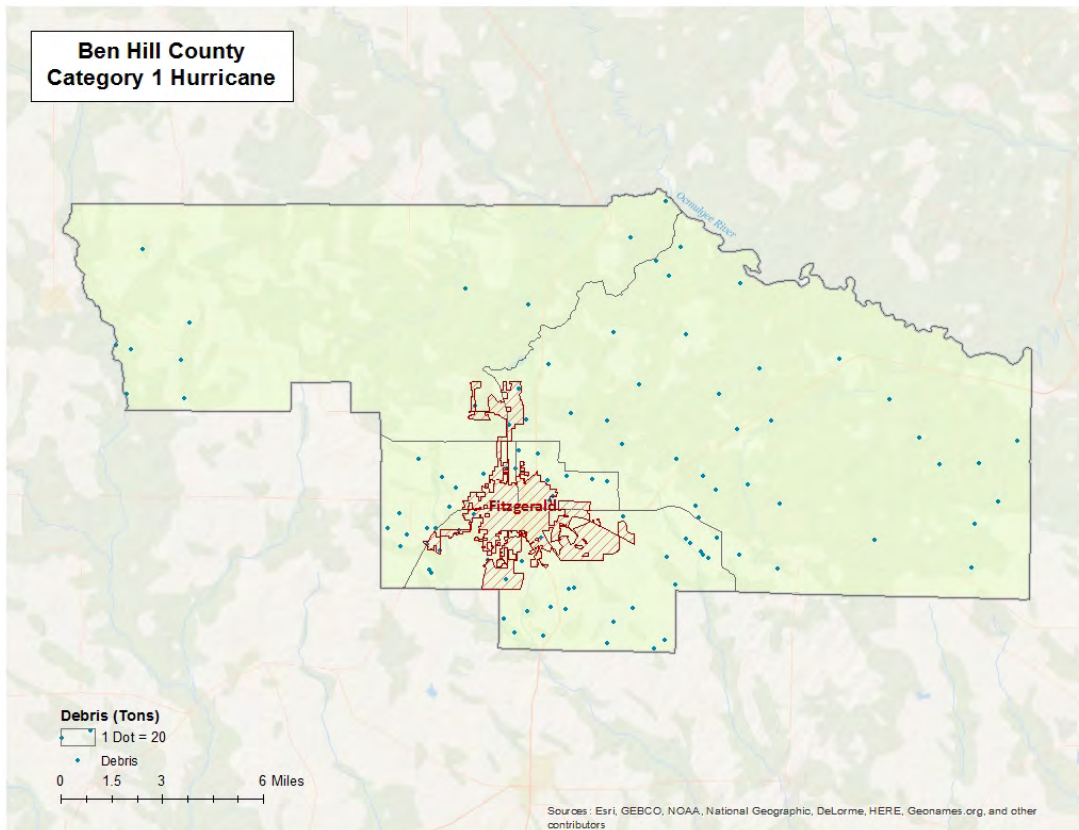 Ben Hill County
Category 1 Hurricane
Ocmulgee River
Fitzgerald
Debris (Tons)
1 Dot = 20
Debris
0 1.5 3 6 Miles
Sources: Esri, GEBCO, NOAA, National Geographic, DeLorme, HERE, Geonames.org, and other
contributors